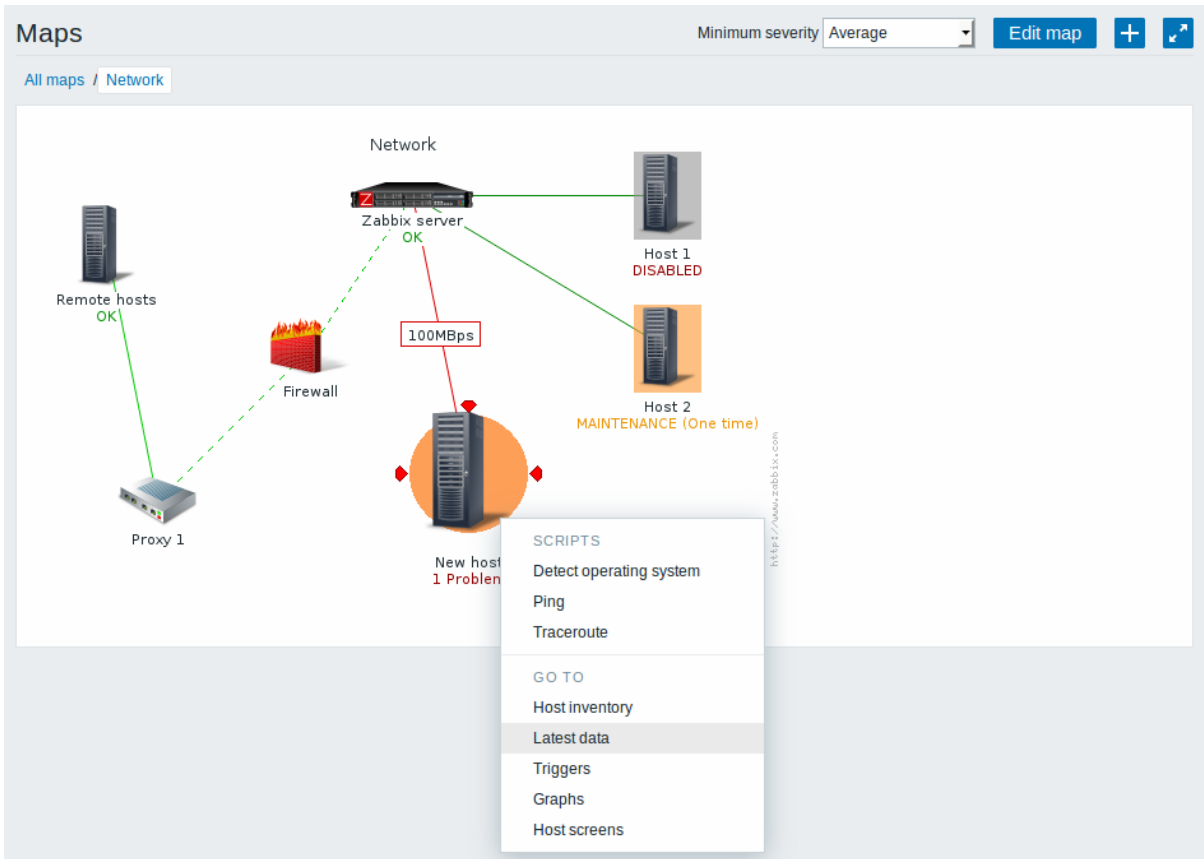 Maps
Minimum severity Average Edit map +
All maps / Network
Network
Z
Zabbix server
OK
Host 1
DISABLED
Remote hosts
OK
100MBps
Firewall
Host 2
MAINTENANCE (One time)
http://www.zabbix.com
Proxy 1
New host
1 Problem
SCRIPTS
Detect operating system
Ping
Traceroute
GO TO
Host inventory
Latest data
Triggers
Graphs
Host screens